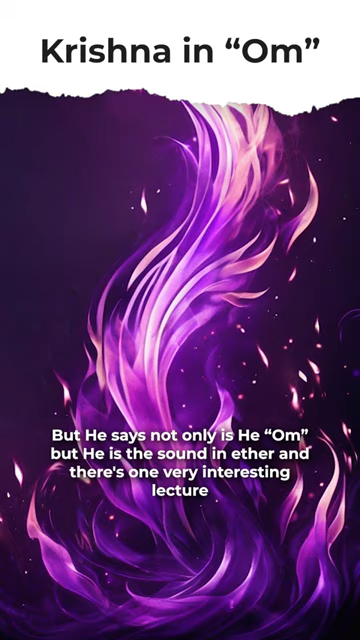 Krishna in “Om”
But He says not only is He “Om”
but He is the sound in ether and
there's one very interesting
lecture